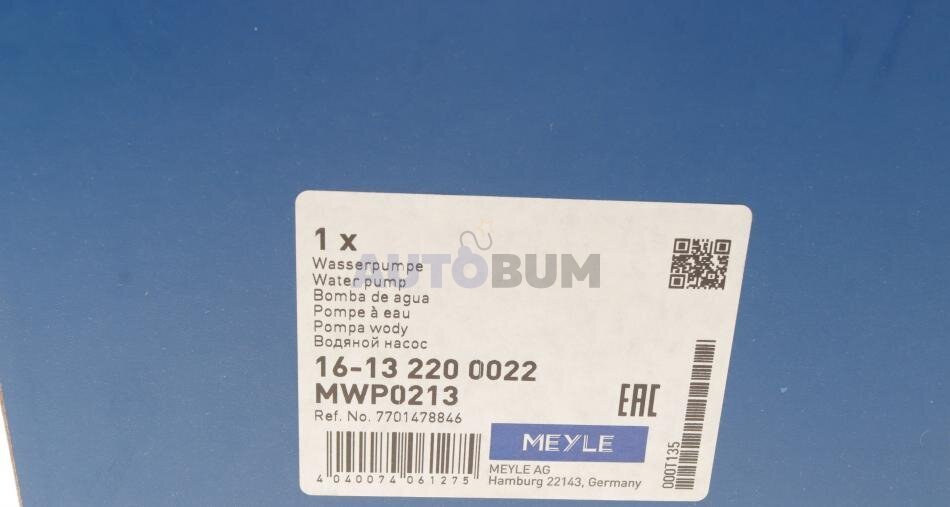 1 x
AUTOBUM
Wasserpumpe
Water pump
Bomba de agua
Pompe à eau
Pompa wody
Водяной насос
16-13 220 0022
MWP0213
Ref. No. 7701478846
EAC
MEYLE
MEYLE AG
Hamburg 22143, Germany
4 040074 061275
000T135